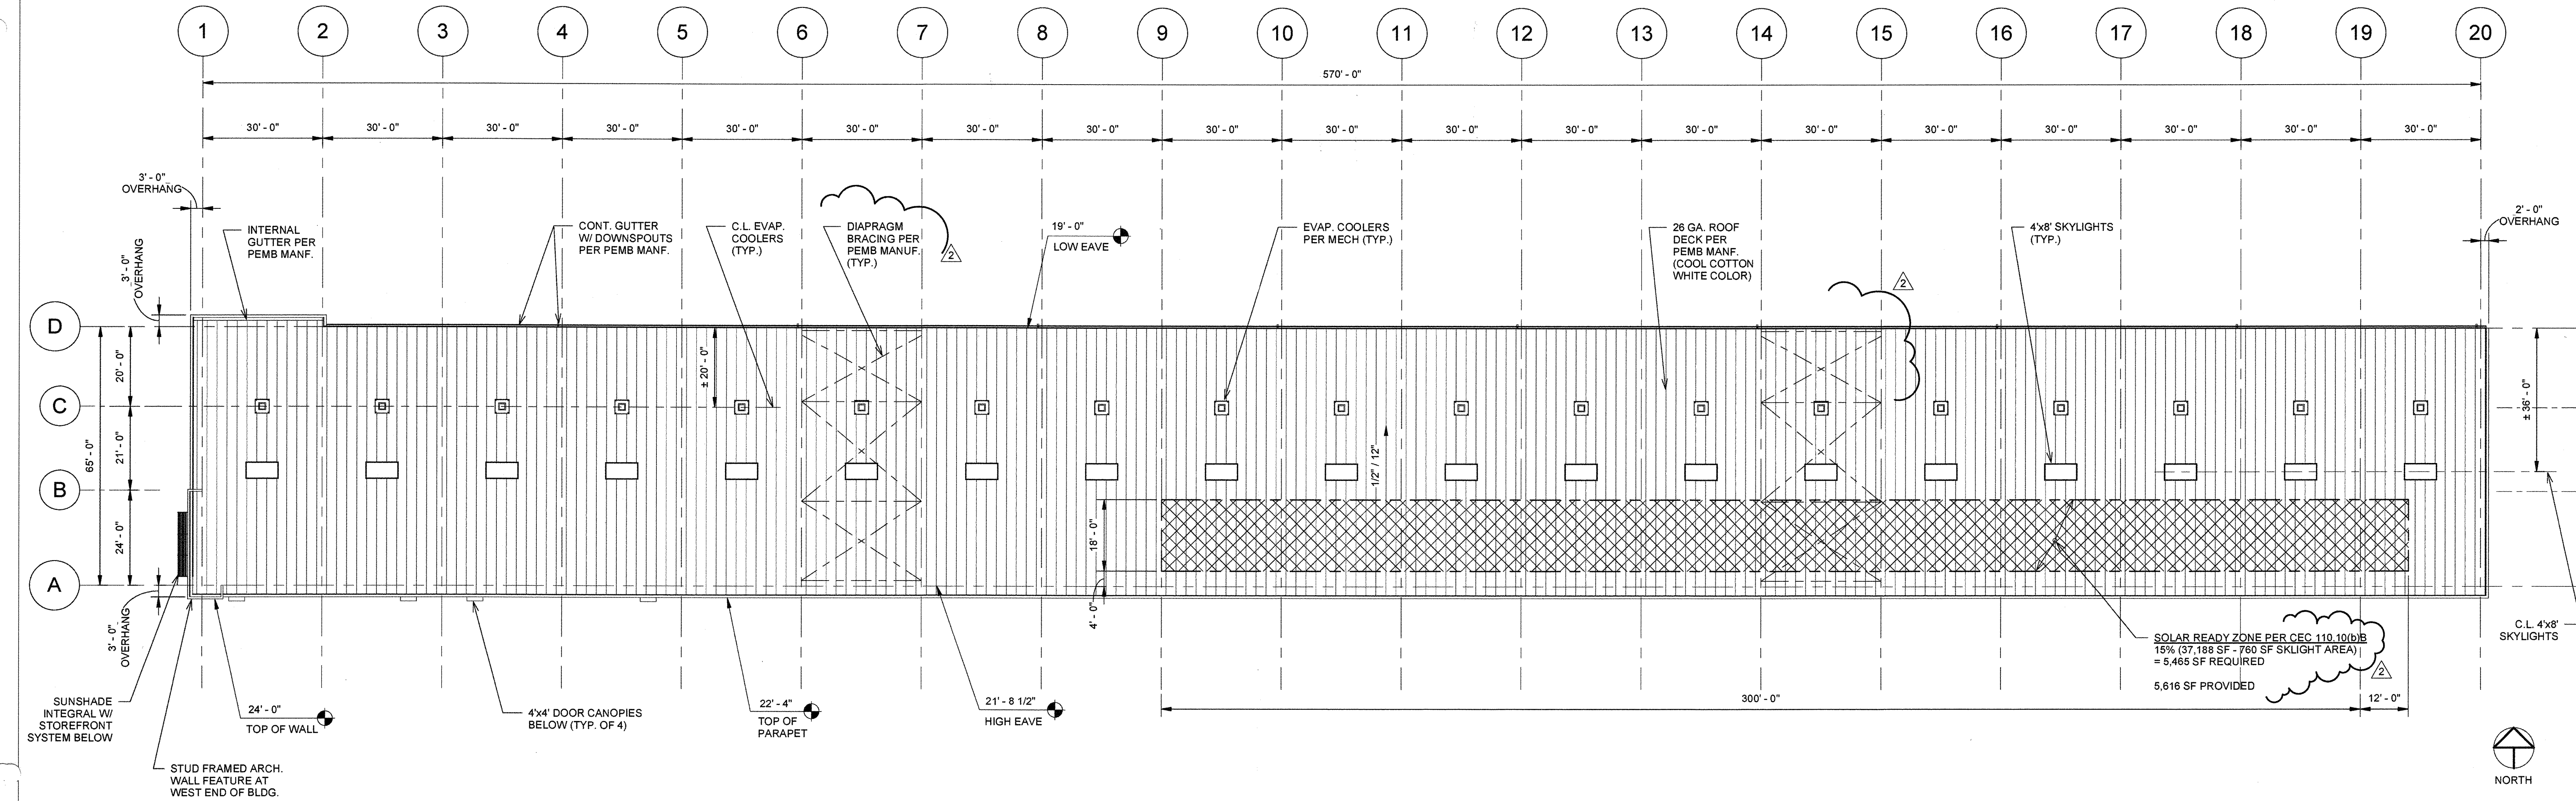 1 2 3 4 5 6 7 8 9 10 11 12 13 14 15 16 17 18 19 20
570' - 0"
30' - 0" 30' - 0" 30' - 0" 30' - 0" 30' - 0" 30' - 0" 30' - 0" 30' - 0" 30' - 0" 30' - 0" 30' - 0" 30' - 0" 30' - 0" 30' - 0" 30' - 0" 30' - 0" 30' - 0" 30' - 0" 30' - 0"
3' - 0"
OVERHANG
3' - 0"
OVERHANG
INTERNAL
GUTTER PER
PEMB MANF.
CONT. GUTTER
W/ DOWNSPOUTS
PER PEMB MANF.
C.L. EVAP.
COOLERS
(TYP.)
DIAPRAGM
BRACING PER
PEMB MANUF.
(TYP.)
2
19' - 0"
LOW EAVE
EVAP. COOLERS
PER MECH (TYP.)
26 GA. ROOF
DECK PER
PEMB MANF.
(COOL COTTON
WHITE COLOR)
2
4'x8' SKYLIGHTS
(TYP.)
2' - 0"
OVERHANG
D
C
B
A
20' - 0"
21' - 0"
24' - 0"
65' - 0"
± 20' - 0"
1/2" / 12"
± 36' - 0"
18' - 0"
4' - 0"
3' - 0"
OVERHANG
SUNSHADE
INTEGRAL W/
STOREFRONT
SYSTEM BELOW
24' - 0"
TOP OF WALL
STUD FRAMED ARCH.
WALL FEATURE AT
WEST END OF BLDG.
4'x4' DOOR CANOPIES
BELOW (TYP. OF 4)
22' - 4"
TOP OF
PARAPET
21' - 8 1/2"
HIGH EAVE
300' - 0"
12' - 0"
SOLAR READY ZONE PER CEC 110.10(b)B
15% (37,188 SF - 760 SF SKLIGHT AREA)
= 5,465 SF REQUIRED
5,616 SF PROVIDED
2
C.L. 4'x8'
SKYLIGHTS
NORTH